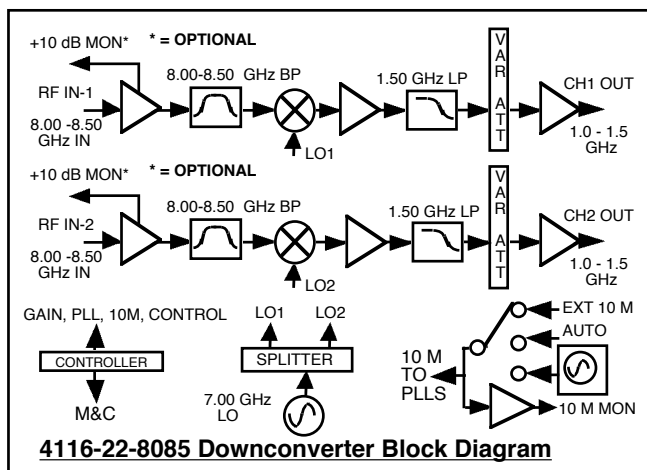 +10 dB MON*
* = OPTIONAL
8.00-8.50 GHz BP
1.50 GHz LP
VAR ATT
CH1 OUT
RF IN-1
8.00 -8.50
GHz IN
LO1
1.0 - 1.5
GHz
+10 dB MON*
* = OPTIONAL
8.00-8.50 GHz BP
1.50 GHz LP
VAR ATT
CH2 OUT
RF IN-2
8.00 -8.50
GHz IN
LO2
1.0 - 1.5
GHz
GAIN, PLL, 10M, CONTROL
CONTROLLER
M&C
LO1
LO2
SPLITTER
7.00 GHz
LO
EXT 10 M
AUTO
10 M
TO
PLLS
10 M MON
4116-22-8085 Downconverter Block Diagram